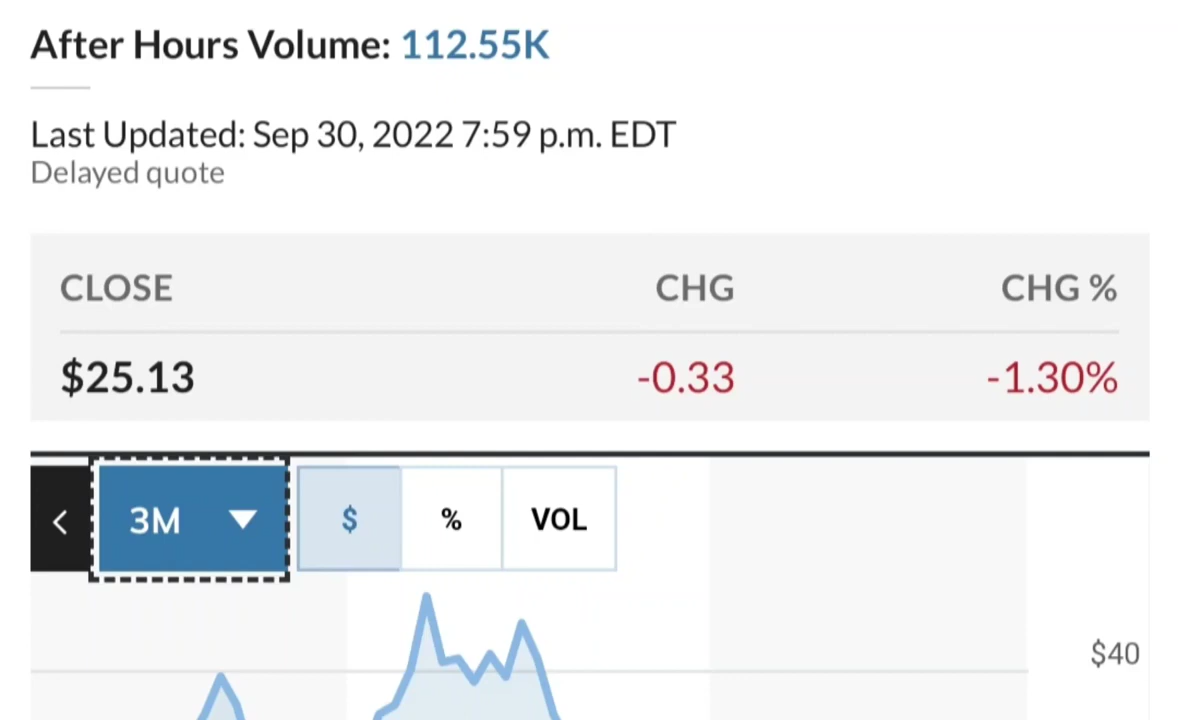 After Hours Volume: 112.55K
Last Updated: Sep 30, 2022 7:59 p.m. EDT
Delayed quote
CLOSE CHG CHG %
$25.13 -0.33 -1.30%
3M $ % VOL
$40